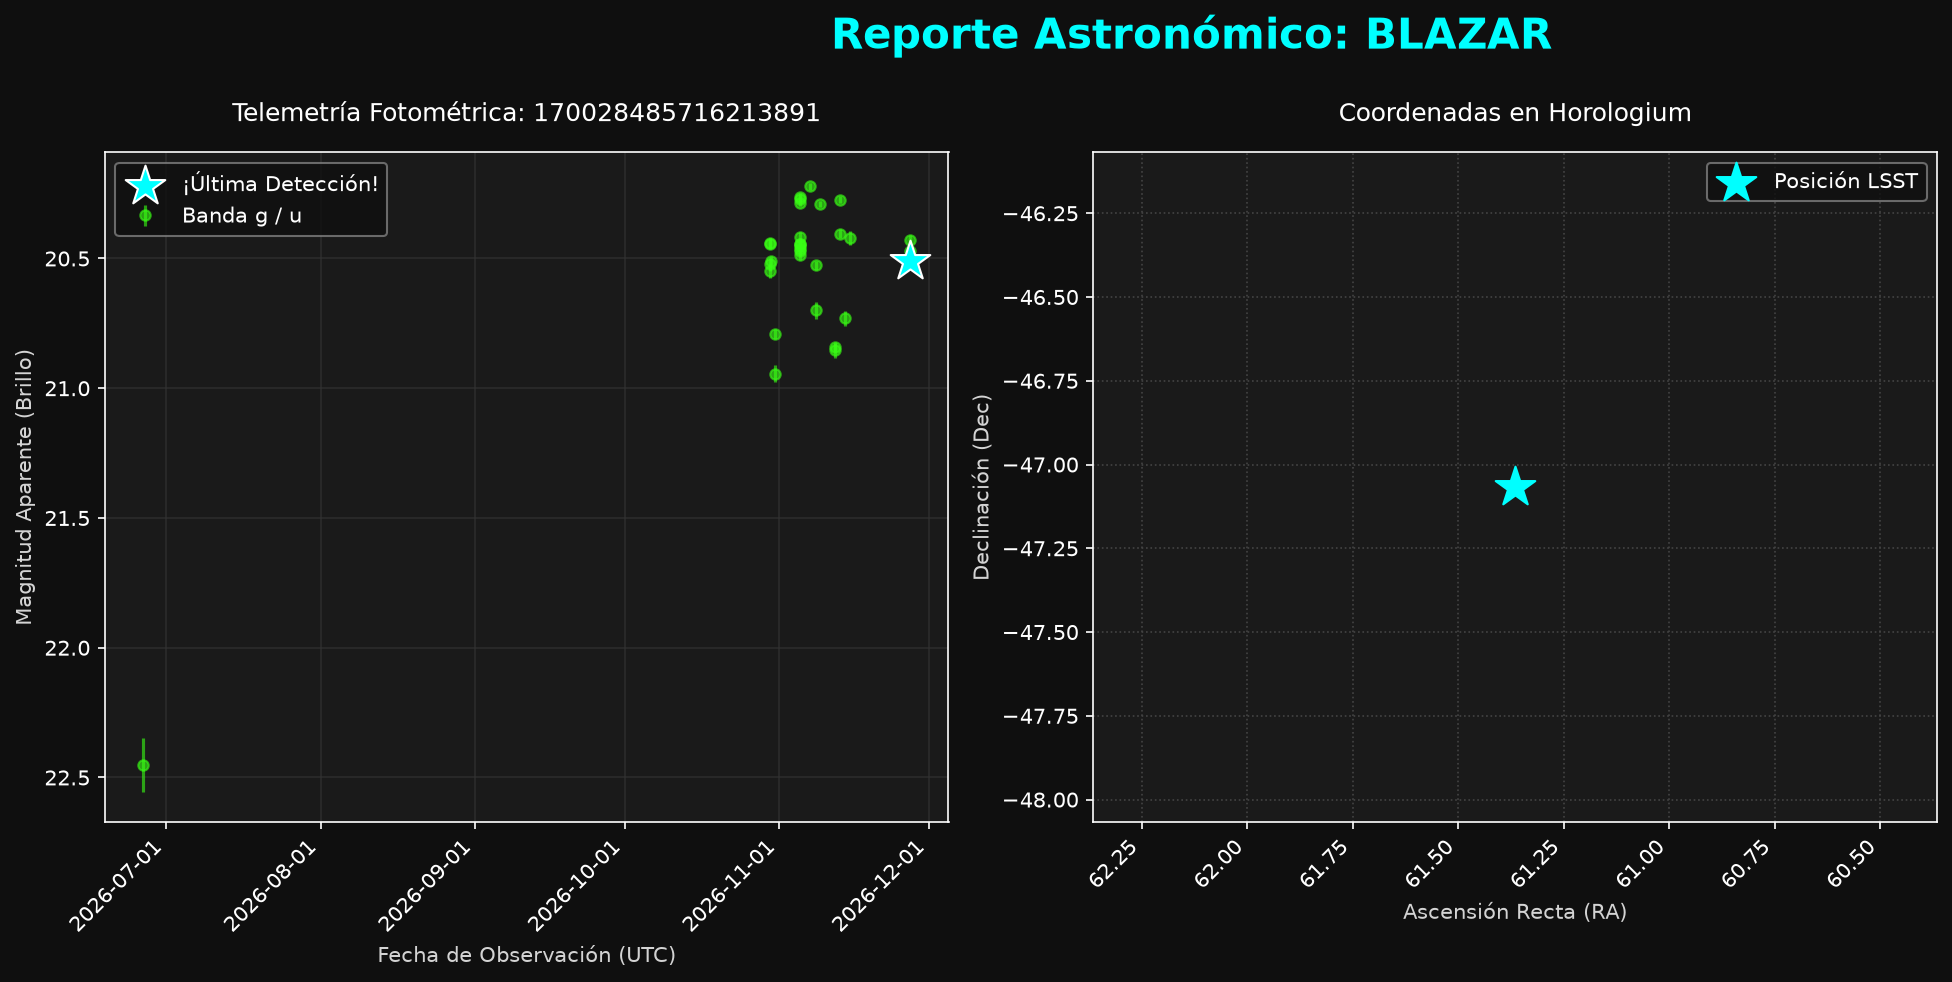 Reporte Astronómico: BLAZAR
Telemetría Fotométrica: 170028485716213891
¡Última Detección!
Banda g / u
Magnitud Aparente (Brillo)
20.5
21.0
21.5
22.0
22.5
2026-07-01
2026-08-01
2026-09-01
2026-10-01
2026-11-01
2026-12-01
Fecha de Observación (UTC)
Coordenadas en Horologium
Posición LSST
Declinación (Dec)
−46.25
−46.50
−46.75
−47.00
−47.25
−47.50
−47.75
−48.00
62.25
62.00
61.75
61.50
61.25
61.00
60.75
60.50
Ascensión Recta (RA)